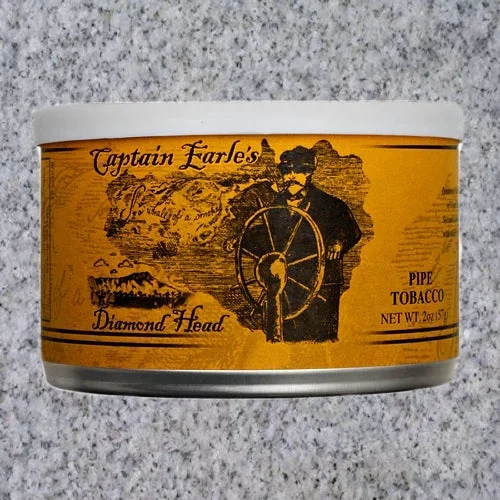 Captain Earle's
Diamond Head
PIPE
TOBACCO
NET WT. 2oz (57g)